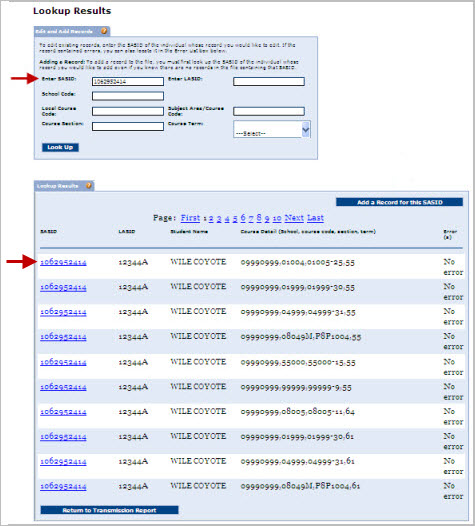 Lookup Results
Edit and Add Records ?
To edit existing records, enter the SASID of the individual whose record you would like to edit. If the
record contained errors, you can also locate it in the Error List box below.
Adding a Record: To add a record to the file, you must first look up the SASID of the individual whose
record you would like to add even if you know there are no records in the file containing that SASID.
Enter SASID: 1062952414 Enter LASID:
School Code:
Local Course Code: Subject Area/Course Code:
Course Section: Course Term: ---Select--
Look Up
Lookup Results ?
Add a Record for this SASID
Page: First 1 2 3 4 5 6 7 8 9 10 Next Last
SASID LASID Student Name Course Detail (School, course code, section, term) Error (s)
1062952414 12344A WILE COYOTE 09990999,01004,01005-25,55 No error
1062952414 12344A WILE COYOTE 09990999,01999,01999-30,55 No error
1062952414 12344A WILE COYOTE 09990999,04999,04999-31,55 No error
1062952414 12344A WILE COYOTE 09990999,08049M,PSP1004,55 No error
1062952414 12344A WILE COYOTE 09990999,55000,55000-15,55 No error
1062952414 12344A WILE COYOTE 09990999,99999,99999-9,55 No error
1062952414 12344A WILE COYOTE 09990999,08005,08005-11,64 No error
1062952414 12344A WILE COYOTE 09990999,01999,01999-30,61 No error
1062952414 12344A WILE COYOTE 09990999,04999,04999-31,61 No error
1062952414 12344A WILE COYOTE 09990999,08049M,PSP1004,61 No error
Return to Transmission Report